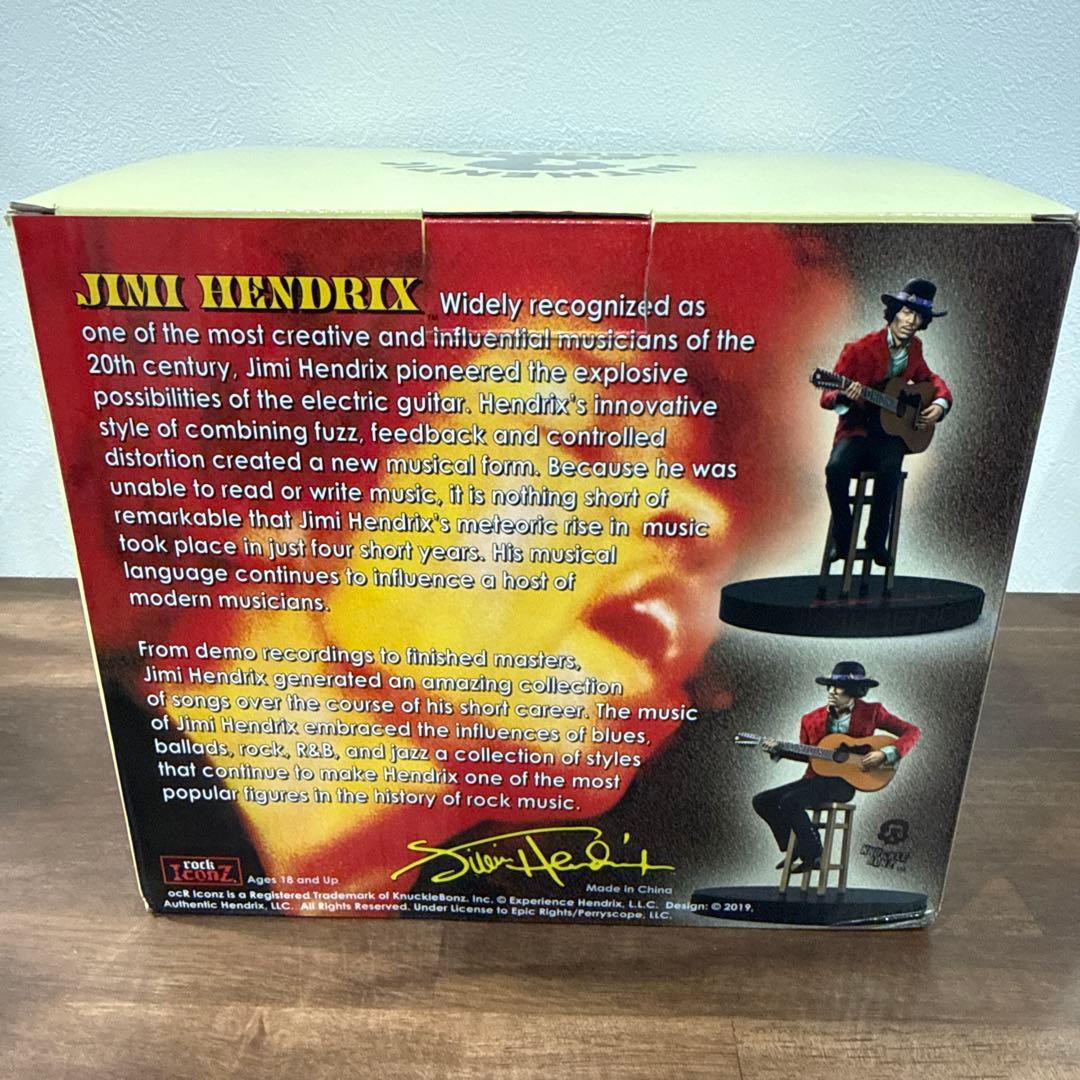 JIMI HENDRIX™ Widely recognized as
one of the most creative and influential musicians of the
20th century, Jimi Hendrix pioneered the explosive
possibilities of the electric guitar. Hendrix's innovative
style of combining fuzz, feedback and controlled
distortion created a new musical form. Because he was
unable to read or write music, it is nothing short of
remarkable that Jimi Hendrix's meteoric rise in music
took place in just four short years. His musical
language continues to influence a host of
modern musicians.
From demo recordings to finished masters,
Jimi Hendrix generated an amazing collection
of songs over the course of his short career. The music
of Jimi Hendrix embraced the influences of blues,
ballads, rock, R&B, and jazz a collection of styles
that continue to make Hendrix one of the most
popular figures in the history of rock music.
Jimi Hendrix
rock
Iconz
Ages 18 and Up
Made in China
KNUCKLE
BONZ
ocR Iconz is a Registered Trademark of KnuckleBonz. Inc. © Experience Hendrix, L.L.C. Design: © 2019,
Authentic Hendrix, LLC. All Rights Reserved. Under License to Epic Rights/Perryscope, LLC.